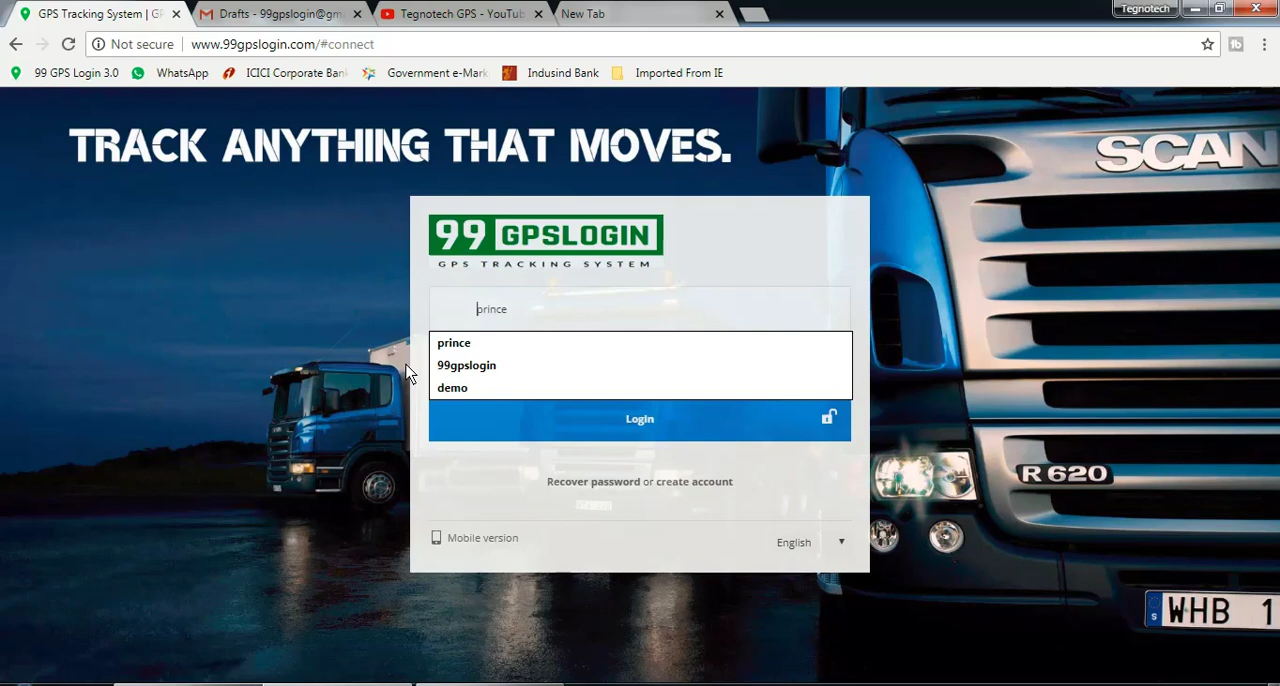 GPS Tracking System | GP
Drafts - 99gpslogin@gm
Tegnotech GPS - YouTub
New Tab
Tegnotech
Not secure
www.99gpslogin.com/#connect
99 GPS Login 3.0
WhatsApp
ICICI Corporate Ban
Government e-Mark
Indusind Bank
Imported From IE
TRACK ANYTHING THAT MOVES.
SCAN
99 GPSLOGIN
GPS TRACKING SYSTEM
prince
prince
99gpslogin
demo
Login
Recover password or create account
R 620
Mobile version
English
S
WHB 1